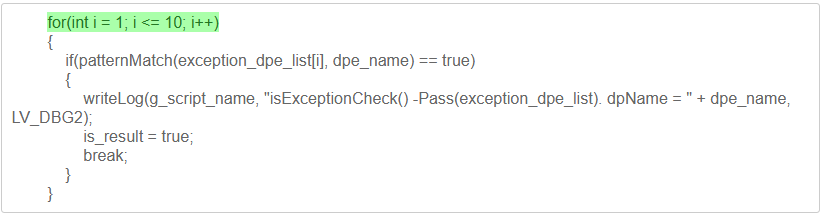 for(int i = 1; i <= 10; i++)
{
if(patternMatch(exception_dpe_list[i], dpe_name) == true)
{
writeLog(g_script_name, "isExceptionCheck() -Pass(exception_dpe_list). dpName = " + dpe_name,
LV_DBG2);
is_result = true;
break;
}
}